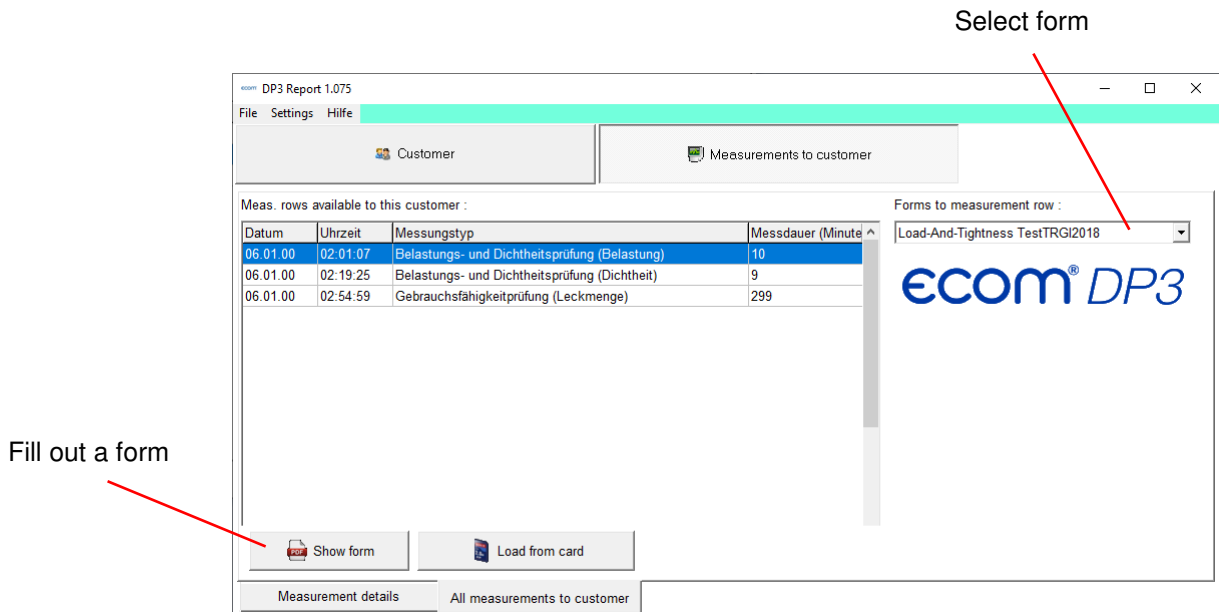 Select form
ecom DP3 Report 1.075
File Settings Hilfe
Customer
Measurements to customer
Meas. rows available to this customer :
Forms to measurement row :
Datum Uhrzeit Messungstyp Messdauer (Minute
Load-And-Tightness TestTRGI2018
06.01.00 02:01:07 Belastungs- und Dichtheitsprüfung (Belastung) 10
06.01.00 02:19:25 Belastungs- und Dichtheitsprüfung (Dichtheit) 9
06.01.00 02:54:59 Gebrauchsfähigkeitprüfung (Leckmenge) 299
ecom® DP3
Fill out a form
PDF Show form
Load from card
Measurement details
All measurements to customer